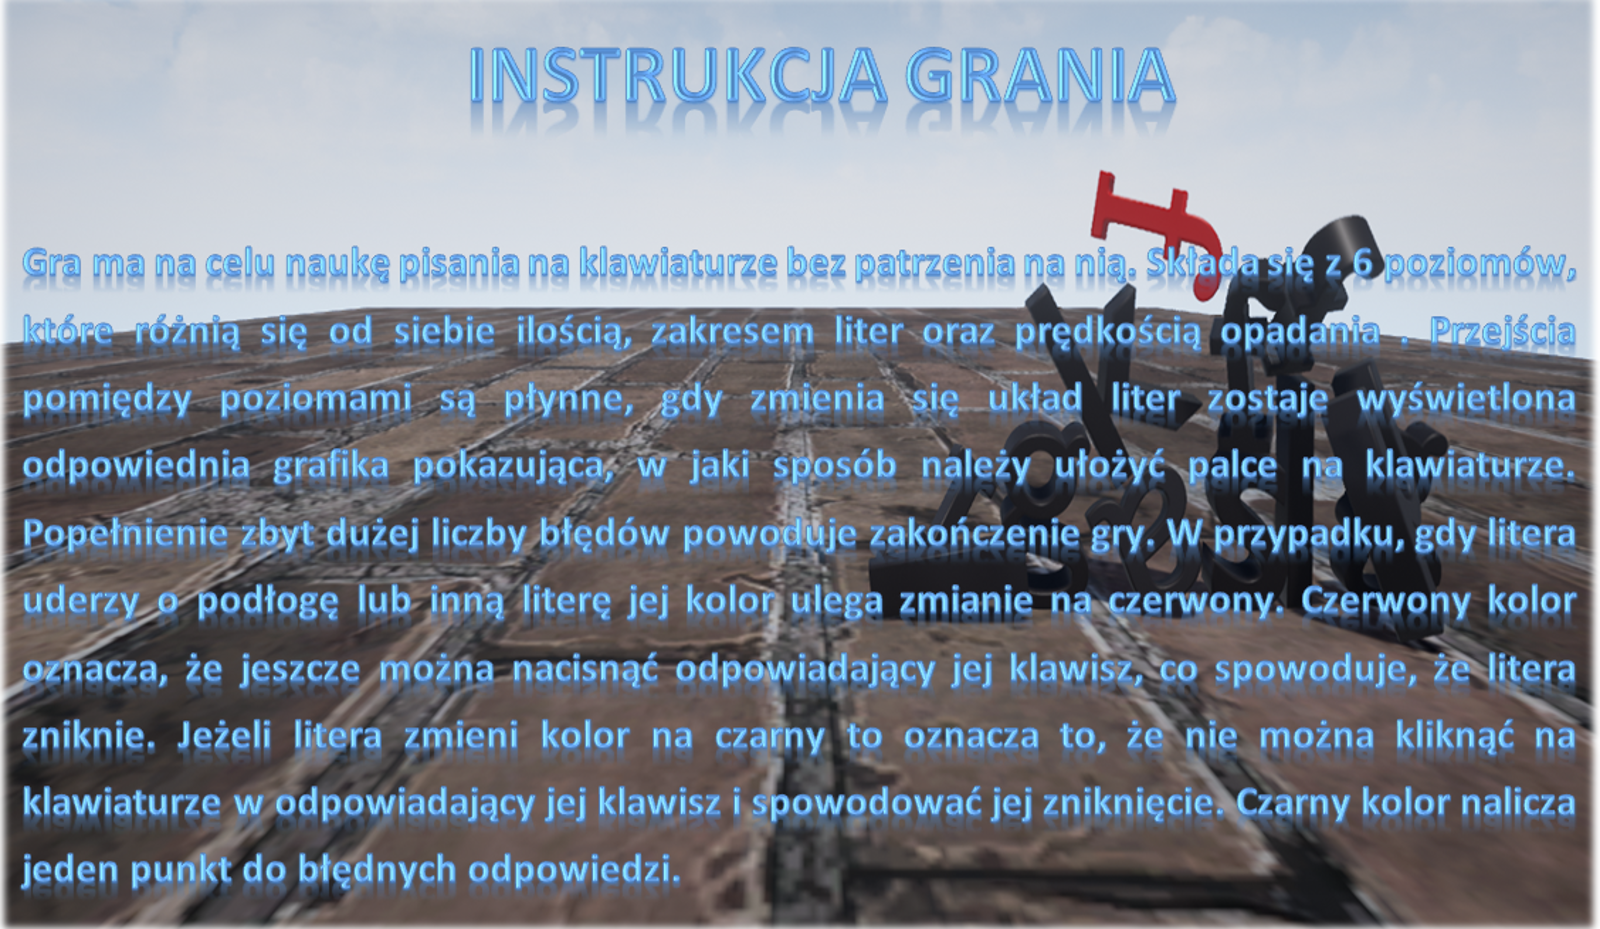 INSTRUKCJA GRANIA
Gra ma na celu naukę pisania na klawiaturze bez patrzenia na nią. Składa się z 6 poziomów,
które różnią się od siebie ilością, zakresem liter oraz prędkością opadania . Przejścia
pomiędzy poziomami są płynne, gdy zmienia się układ liter zostaje wyświetlona
odpowiednia grafika pokazująca, w jaki sposób należy ułożyć palce na klawiaturze.
Popełnienie zbyt dużej liczby błędów powoduje zakończenie gry. W przypadku, gdy litera
uderzy o podłogę lub inną literę jej kolor ulega zmianie na czerwony. Czerwony kolor
oznacza, że jeszcze można nacisnąć odpowiadający jej klawisz, co spowoduje, że litera
zniknie. Jeżeli litera zmieni kolor na czarny to oznacza to, że nie można kliknąć na
klawiaturze w odpowiadający jej klawisz i spowodować jej zniknięcie. Czarny kolor nalicza
jeden punkt do błędnych odpowiedzi.